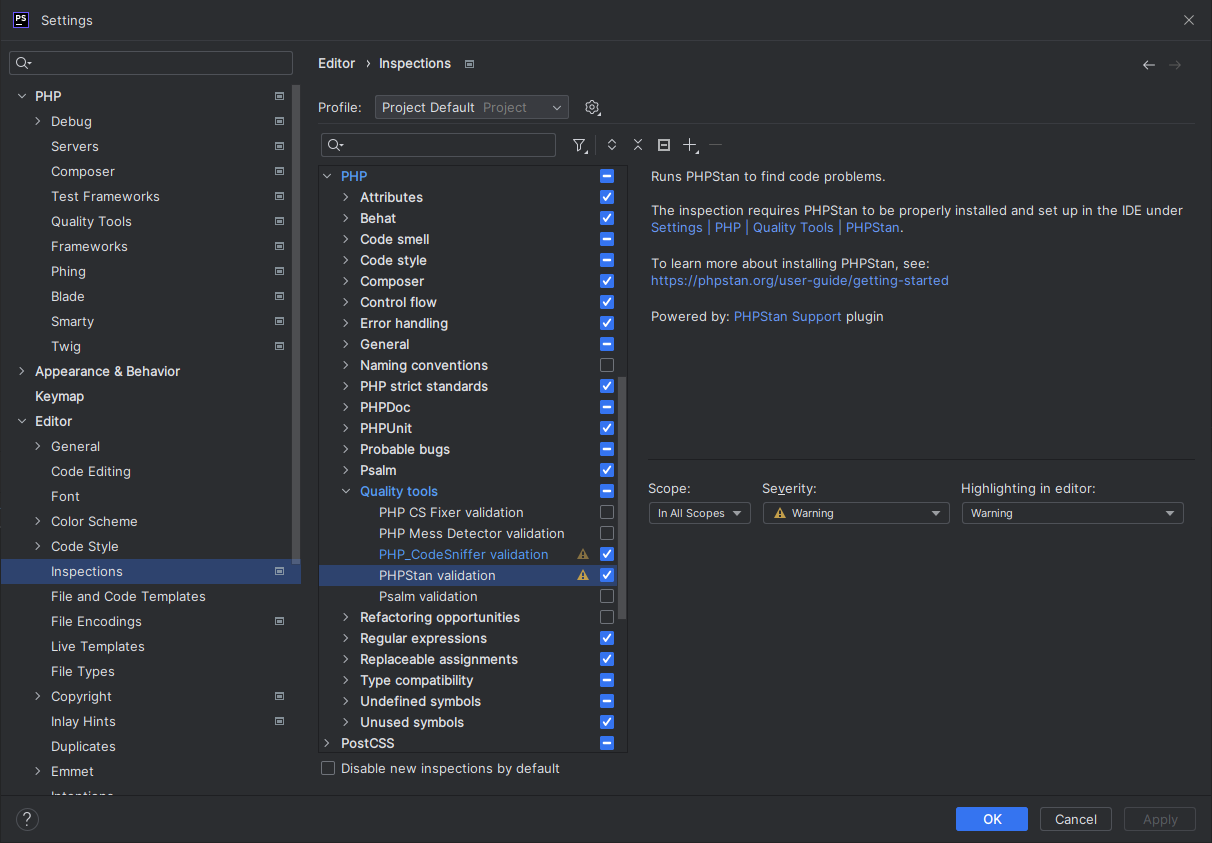 PS Settings
PHP
Debug
Servers
Composer
Test Frameworks
Quality Tools
Frameworks
Phing
Blade
Smarty
Twig
Appearance & Behavior
Keymap
Editor
General
Code Editing
Font
Color Scheme
Code Style
Inspections
File and Code Templates
File Encodings
Live Templates
File Types
Copyright
Inlay Hints
Duplicates
Emmet
Editor › Inspections
Profile: Project Default Project
PHP
Attributes
Behat
Code smell
Code style
Composer
Control flow
Error handling
General
Naming conventions
PHP strict standards
PHPDoc
PHPUnit
Probable bugs
Psalm
Quality tools
PHP CS Fixer validation
PHP Mess Detector validation
PHP_CodeSniffer validation
PHPStan validation
Psalm validation
Refactoring opportunities
Regular expressions
Replaceable assignments
Type compatibility
Undefined symbols
Unused symbols
PostCSS
Disable new inspections by default
Runs PHPStan to find code problems.
The inspection requires PHPStan to be properly installed and set up in the IDE under
Settings | PHP | Quality Tools | PHPStan.
To learn more about installing PHPStan, see:
https://phpstan.org/user-guide/getting-started
Powered by: PHPStan Support plugin
Scope: Severity: Highlighting in editor:
In All Scopes Warning Warning
? OK Cancel Apply